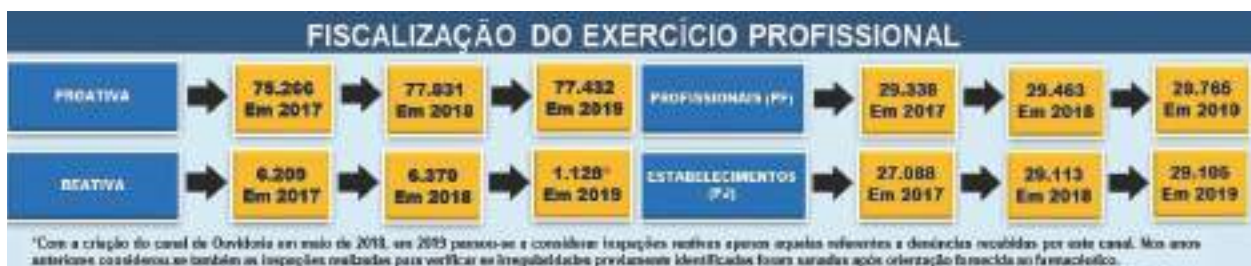 FISCALIZAÇÃO DO EXERCÍCIO PROFISSIONAL
PROATIVA
Em 2017
77.831
Em 2018
77.432
Em 2019
PROFISSIONAIS (PF)
29.338
Em 2017
29.463
Em 2018
29.765
Em 2019
REATIVA
6.209
Em 2017
6.370
Em 2018
1.128*
Em 2019
ESTABELECIMENTOS
(PJ)
27.088
Em 2017
29.113
Em 2018
Em 2019
*Com a criação do canal de Ouvidoria em maio de 2018, em 2019 passou-se a considerar inspeções reativas apenas aquelas referentes a denúncias recebidas por este canal. Nos anos
anteriores considerou-se também as inspeções realizadas para verificar se irregularidades previamente identificadas foram sanadas após orientação fornecida ao farmacêutico.